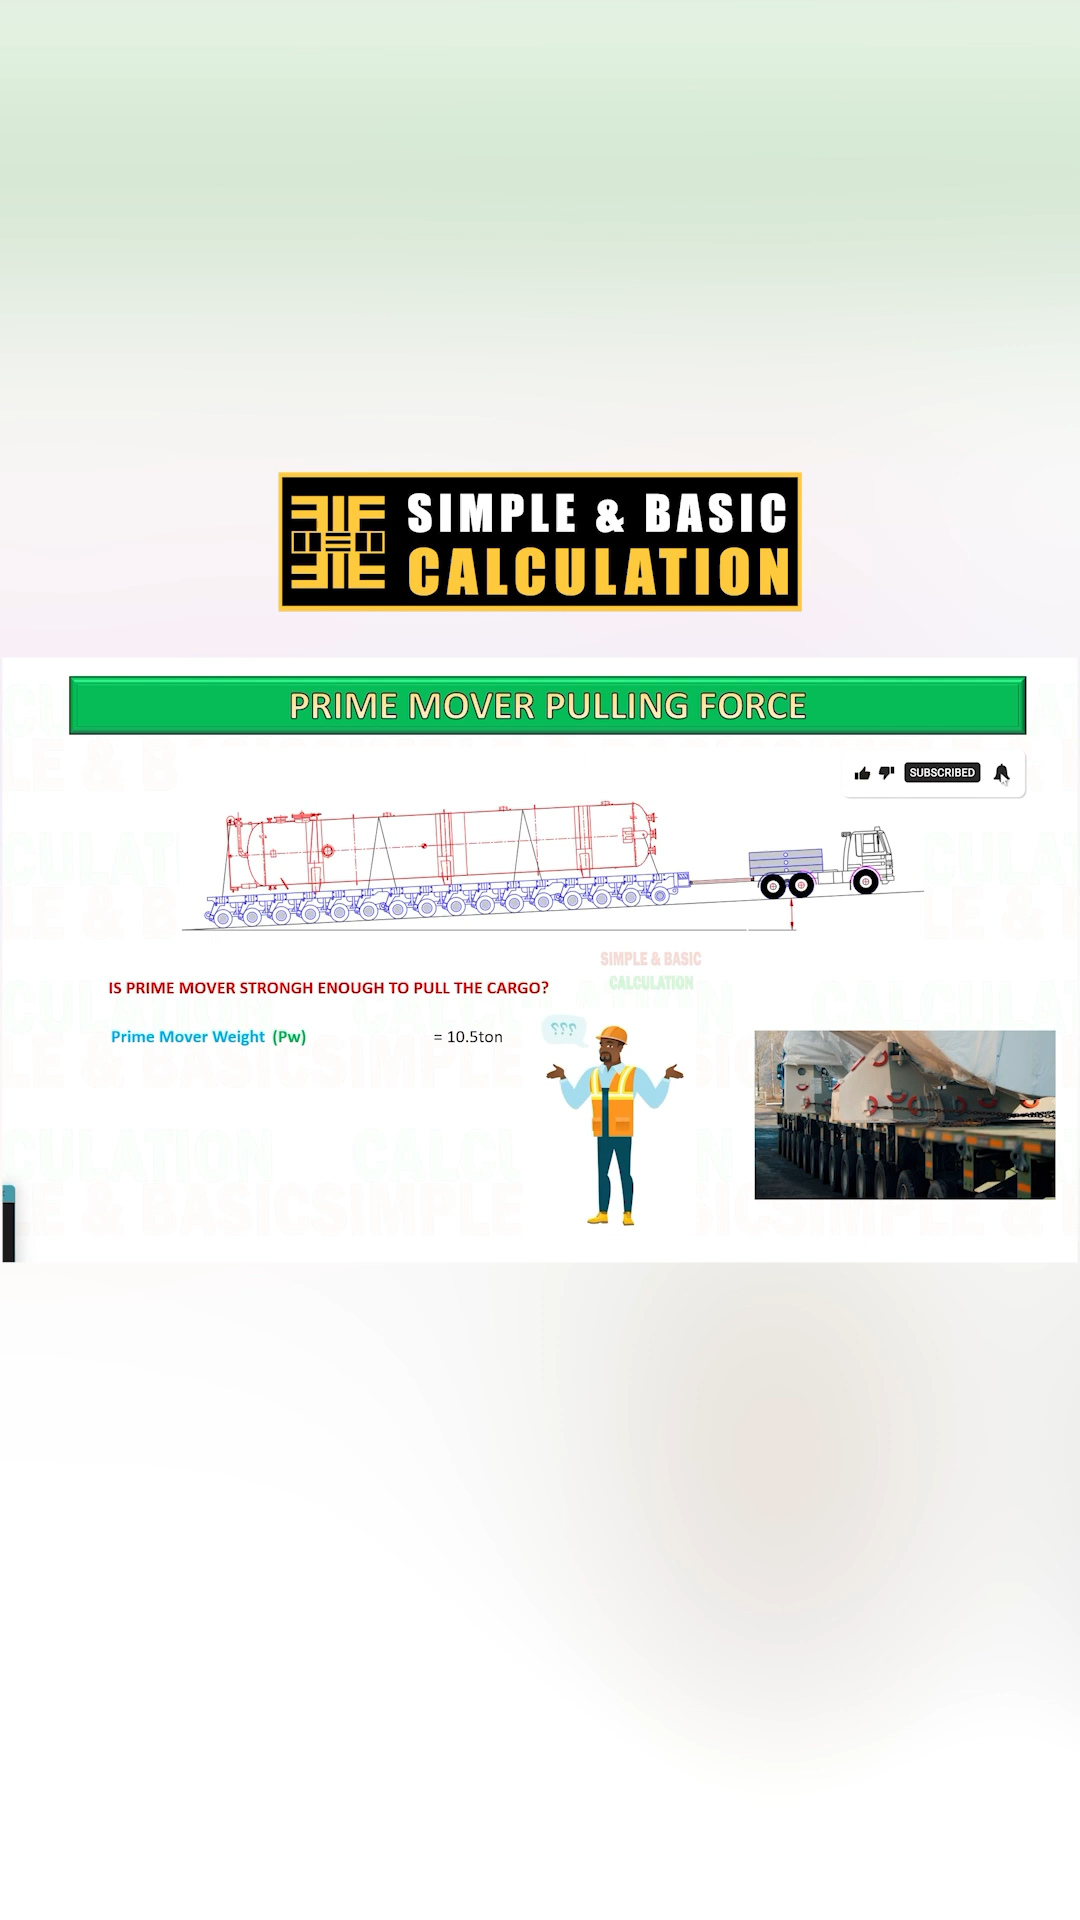 SIMPLE & BASIC
CALCULATION
PRIME MOVER PULLING FORCE
SUBSCRIBED
SIMPLE & BASIC
CALCULATION
IS PRIME MOVER STRONGH ENOUGH TO PULL THE CARGO?
???
Prime Mover Weight (Pw) = 10.5ton